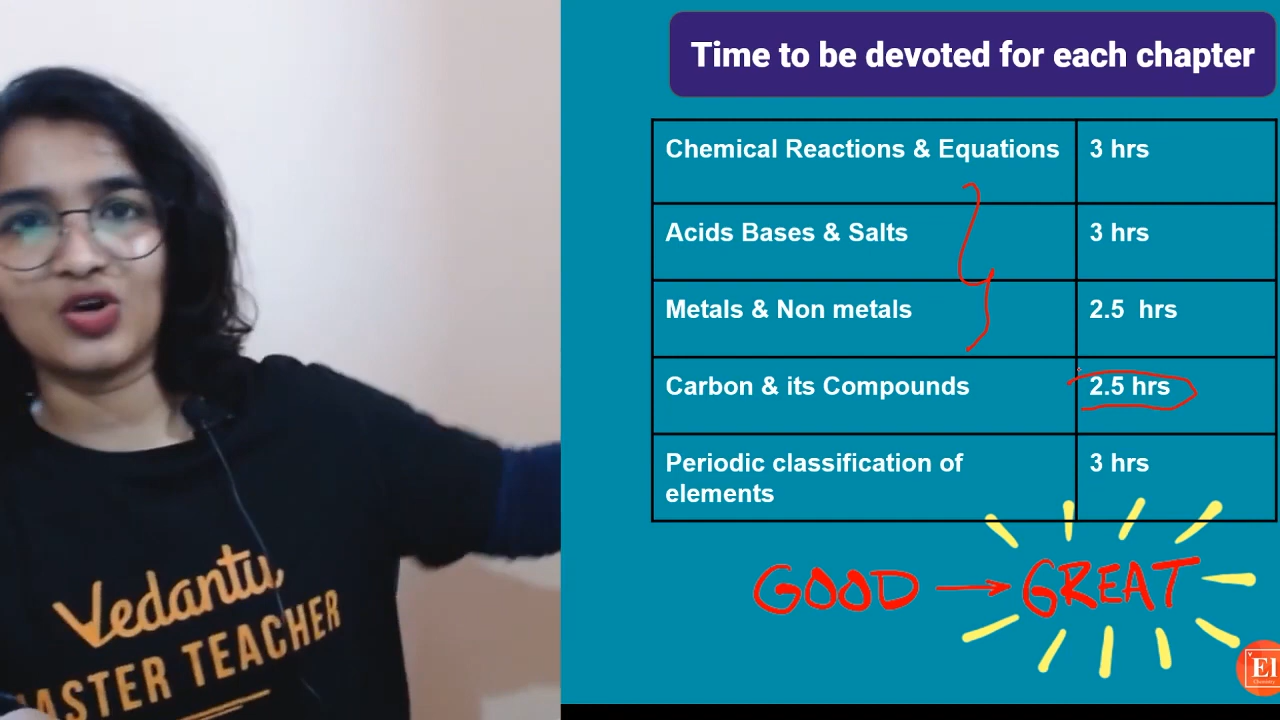 Time to be devoted for each chapter
Chemical Reactions & Equations 3 hrs
Acids Bases & Salts 3 hrs
Metals & Non metals 2.5 hrs
Carbon & its Compounds 2.5 hrs
Periodic classification of 3 hrs
elements
GOOD → GREAT
Vedantu
MASTER TEACHER
EI